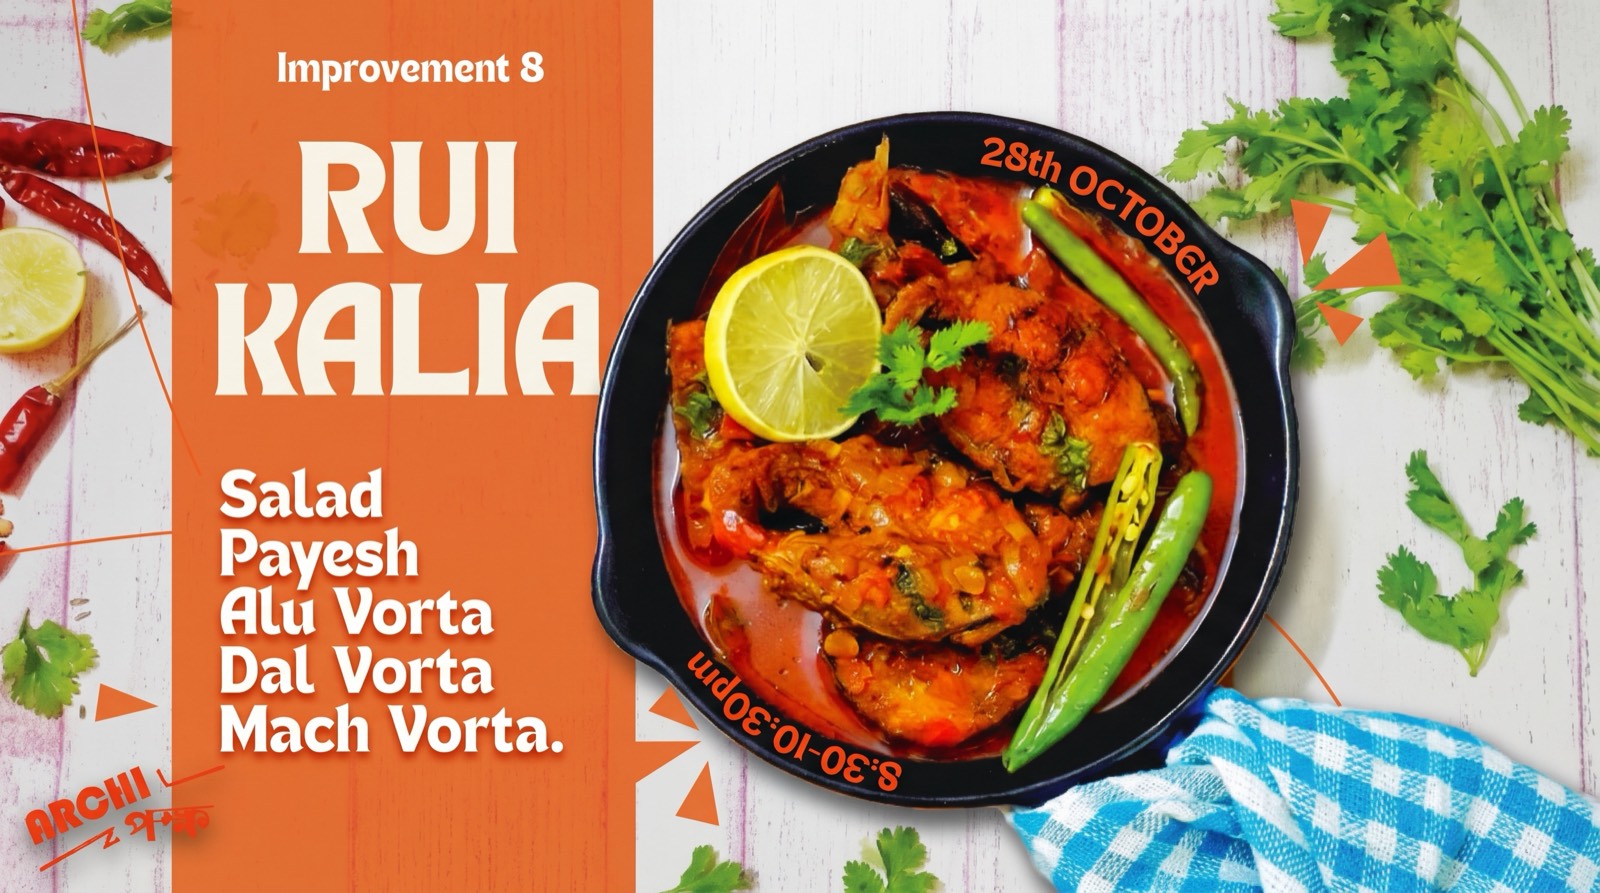 Improvement 8
RUI
KALIA
Salad
Payesh
Alu Vorta
Dal Vorta
Mach Vorta.
28th OCTOBER
8:30-10:30pm
ARCHI